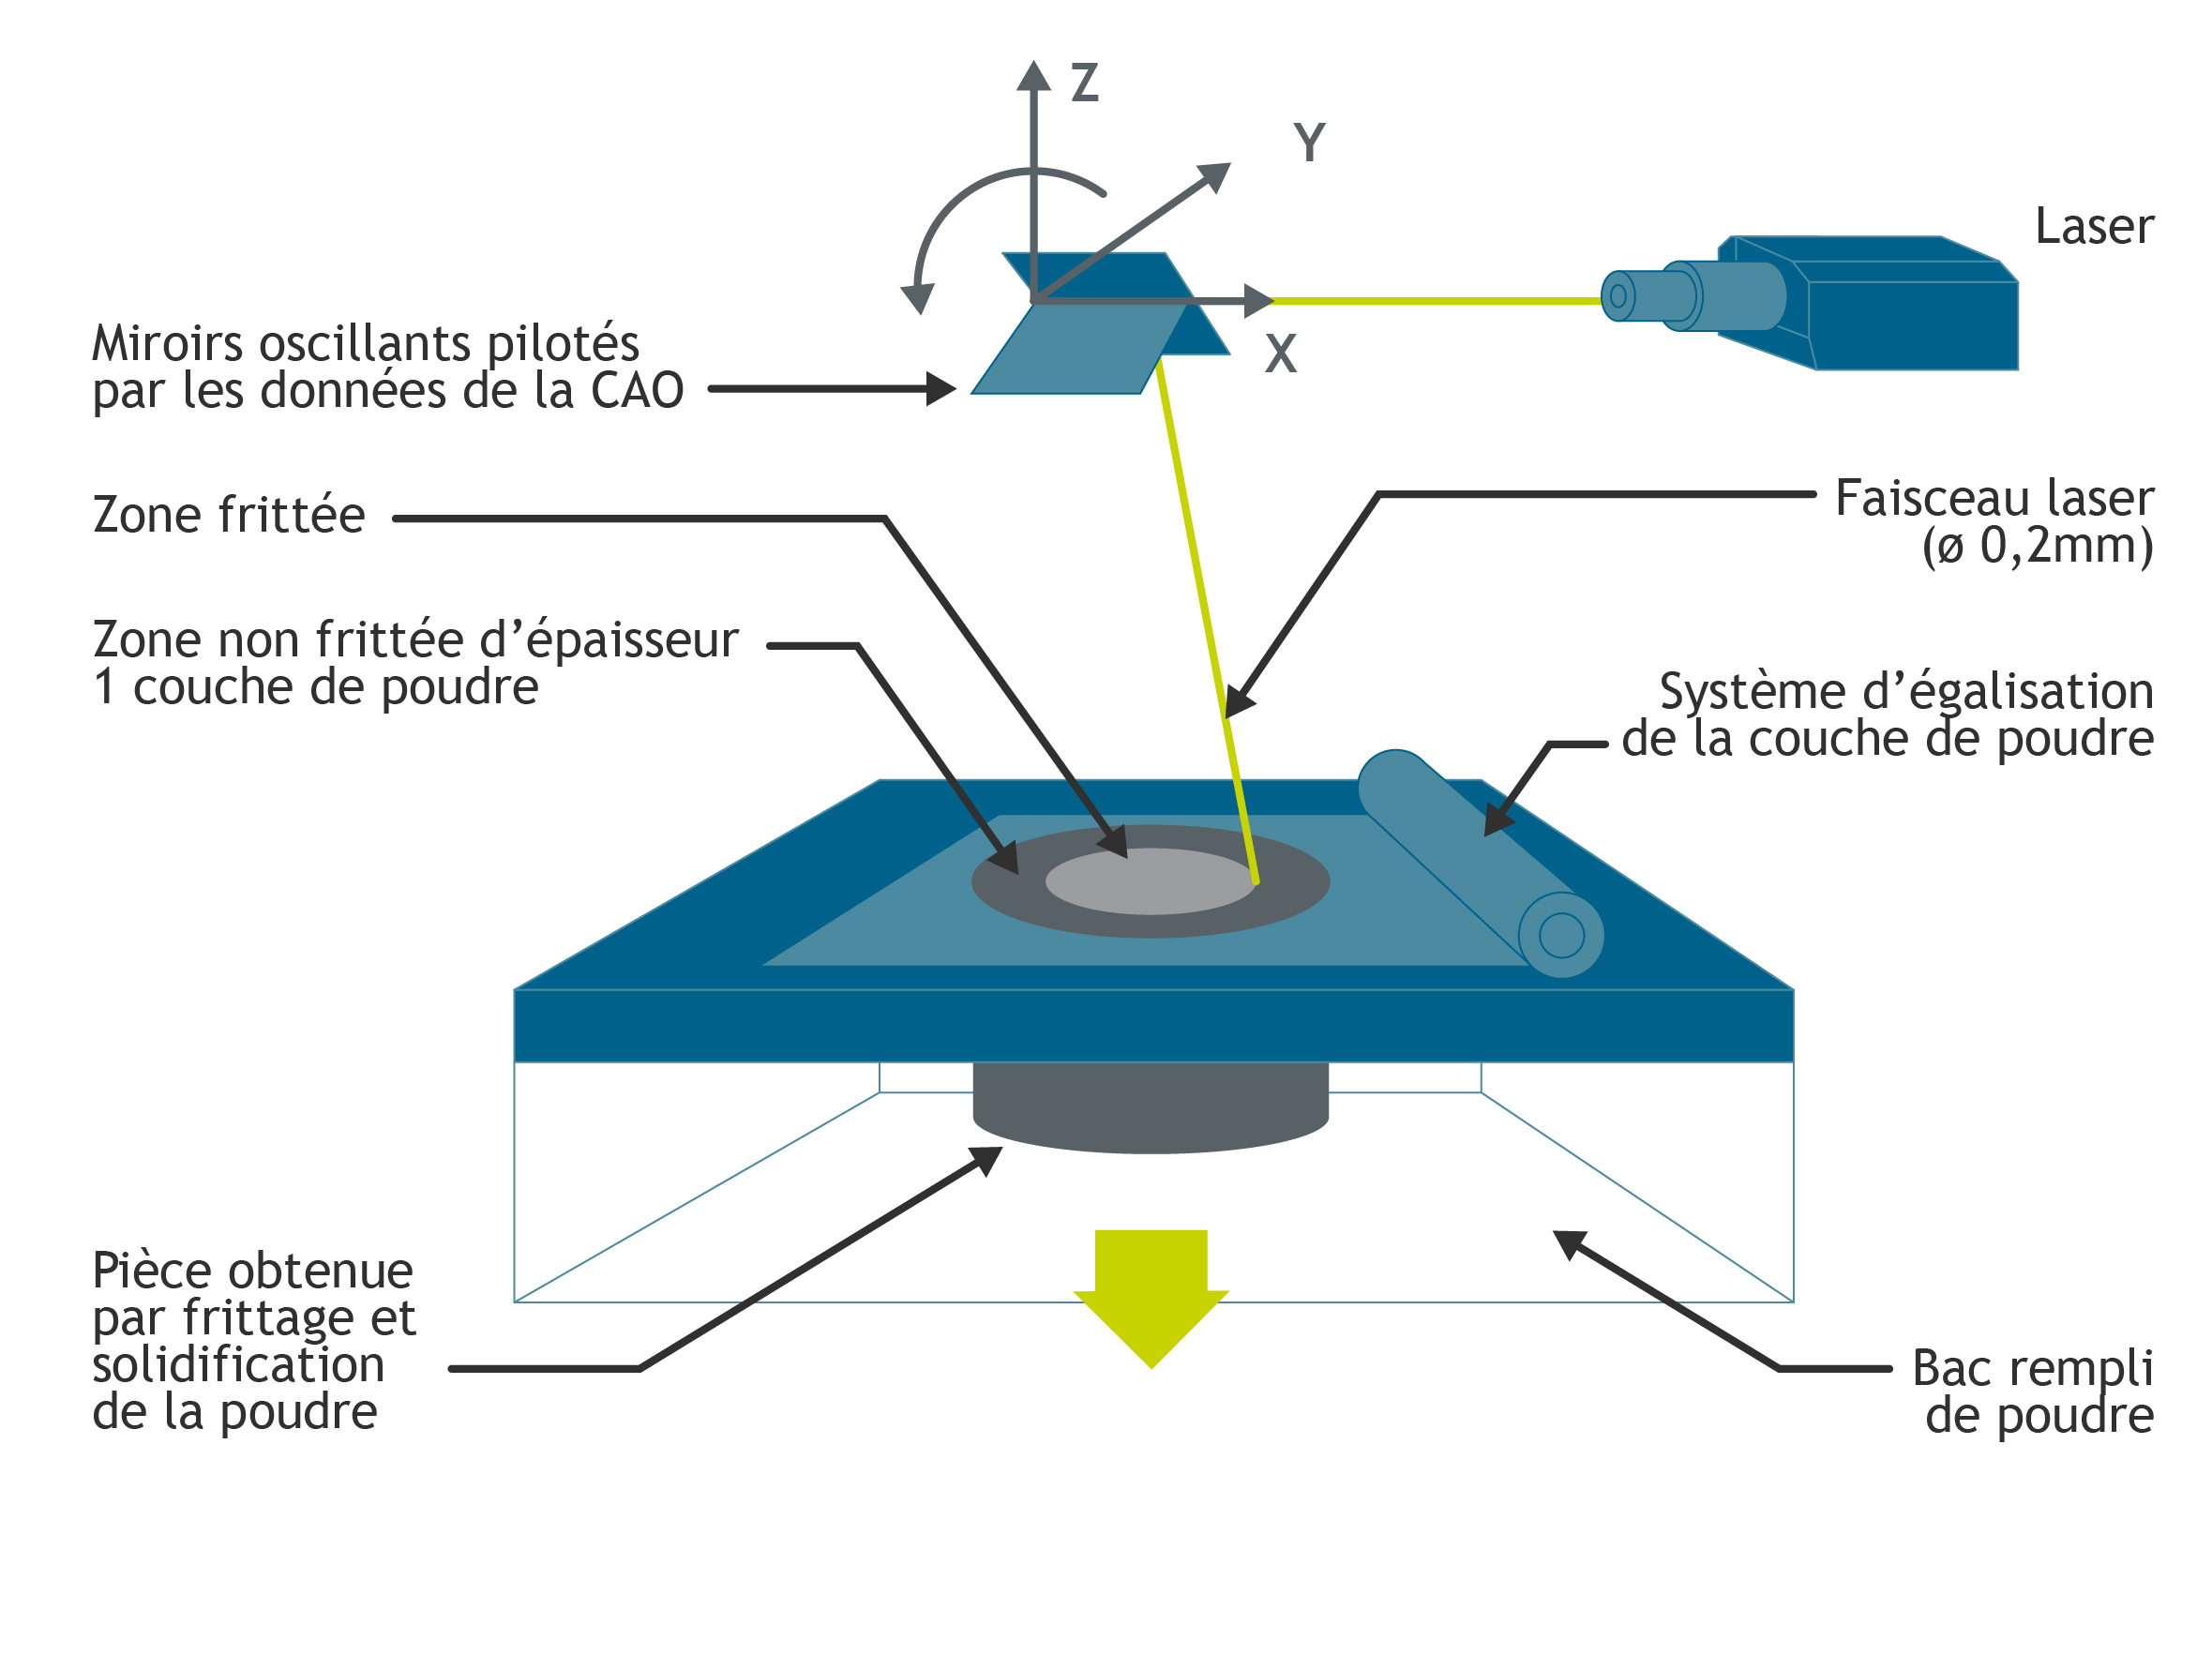 Z
Y
Laser
X
Miroirs oscillants pilotés
par les données de la CAO
Zone frittée
Faisceau laser
(ø 0,2mm)
Zone non frittée d’épaisseur
1 couche de poudre
Système d’égalisation
de la couche de poudre
Pièce obtenue
par frittage et
solidification
de la poudre
Bac rempli
de poudre